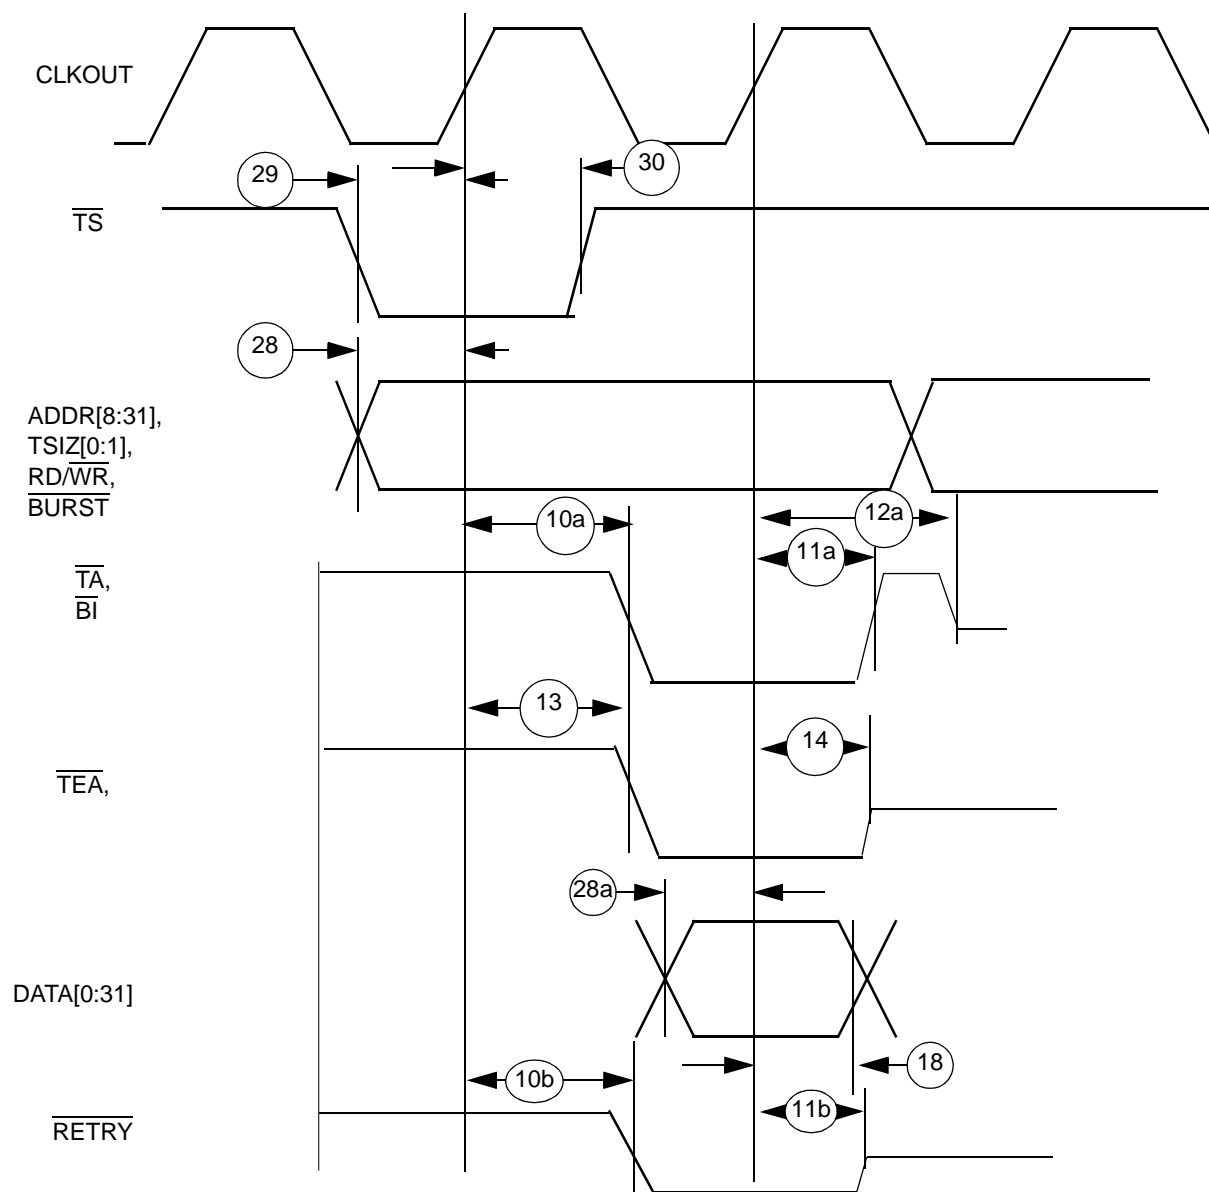 CLKOUT
29
30
TS
28
ADDR[8:31],
TSIZ[0:1],
RD/WR,
BURST
10a
12a
11a
TA,
BI
13
14
TEA,
28a
DATA[0:31]
10b
18
11b
RETRY